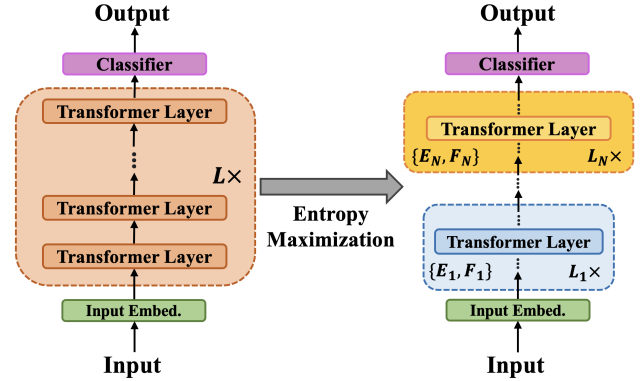 Output
Classifier
Transformer Layer
L×
Transformer Layer
Transformer Layer
Input Embed.
Input
Entropy
Maximization
Output
Classifier
Transformer Layer
{E_N, F_N}
L_N×
Transformer Layer
{E_1, F_1}
L_1×
Input Embed.
Input